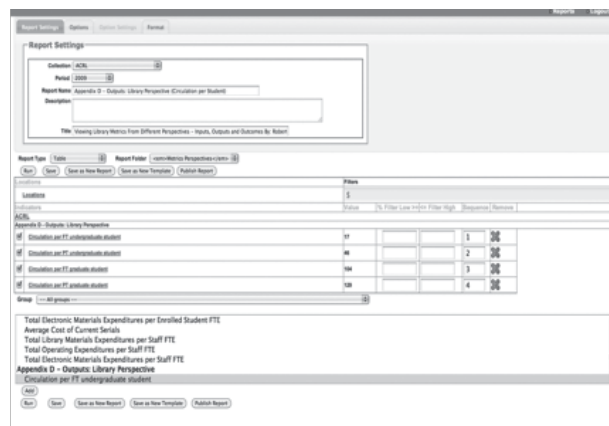 Reports Logout
Report Settings Options Format
Report Settings
Collection ACRL
Period 2009
Report Name Appendix D - Outputs: Library Perspective (Circulation per Student)
Description
Title Viewing Library Metrics From Different Perspectives - Inputs, Outputs and Outcomes By: Robert
Report Type Table Report Folder <em>Metrics Perspectives</em>
Run Save Save as New Report Save as New Template Publish Report
Locations Filters
Locations 5
Indicators Value % Filter Low >= <= Filter High Sequence Remove
ACRL
Appendix D - Outputs: Library Perspective
Circulation per FT undergraduate student 17 1
Circulation per FT undergraduate student 2
Circulation per FT graduate student 104 3
Circulation per FT graduate student 4
Group --- All groups ---
Total Electronic Materials Expenditures per Enrolled Student FTE
Average Cost of Current Serials
Total Library Materials Expenditures per Staff FTE
Total Operating Expenditures per Staff FTE
Total Electronic Materials Expenditures per Staff FTE
Appendix D - Outputs: Library Perspective
Circulation per FT undergraduate student
Add
Run Save Save as New Report Save as New Template Publish Report